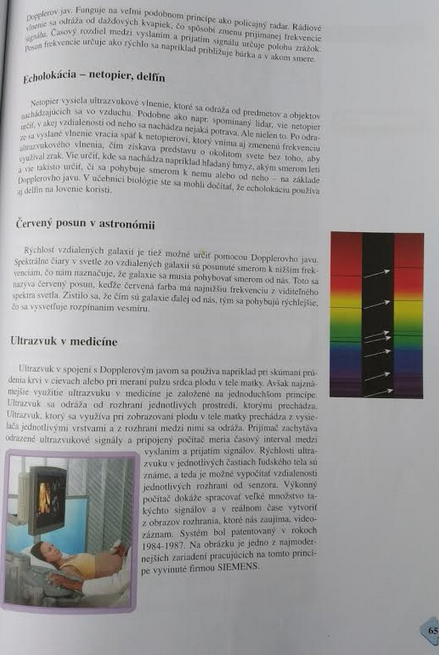 Dopplerov jav. Funguje na veľmi podobnom princípe ako policajný radar. Rádiové
vlnenie sa odráža od dažďových kvapiek, čo spôsobí zmenu prijímanej frekvencie
signálu. Časový rozdiel medzi vyslaním a prijatím signálu určuje polohu zrážok.
Posun frekvencie určuje ako rýchlo sa napríklad približuje búrka a v akom smere.
Echolokácia – netopier, delfín
Netopier vysiela ultrazvukové vlnenie, ktoré sa odráža od predmetov a objektov
nachádzajúcich sa vo vzduchu. Podobne ako napr. spomínaný lidar, vie netopier
určiť, v akej vzdialenosti od neho sa nachádza nejaká potrava. Ale nielen to. Po odra-
ze sa vyslané vlnenie vracia späť k netopierovi, ktorý vníma aj zmenenú frekvenciu
ultrazvukového vlnenia, čím získava predstavu o okolitom svete bez toho, aby
využíval zrak. Vie určiť, kde sa nachádza napríklad hľadaný hmyz, akým smerom letí
a vie takisto určiť, či sa pohybuje smerom k nemu alebo od neho – na základe
Dopplerovho javu. V učebnici biológie ste sa mohli dočítať, že echolokáciu používa
aj delfín na lovenie koristi.
Červený posun v astronómii
Rýchlosť vzdialených galaxií je tiež možné určiť pomocou Dopplerovho javu.
Spektrálne čiary v svetle zo vzdialených galaxií sú posunuté smerom k nižším frek-
venciám, čo nám naznačuje, že galaxie sa musia pohybovať smerom od nás. Toto sa
nazýva červený posun, keďže červená farba má najnižšiu frekvenciu z viditeľného
spektra svetla. Zistilo sa, že čím sú galaxie ďalej od nás, tým sa pohybujú rýchlejšie,
čo sa vysvetľuje rozpínaním vesmíru.
Ultrazvuk v medicíne
Ultrazvuk v spojení s Dopplerovým javom sa používa napríklad pri skúmaní prú-
denia krvi v cievach alebo pri meraní pulzu srdca plodu v tele matky. Avšak najzná-
mejšie využitie ultrazvuku v medicíne je založené na jednoduchšom princípe.
Ultrazvuk sa odráža od rozhraní jednotlivých prostredí, ktorými prechádza.
Ultrazvuk, ktorý sa využíva pri zobrazovaní plodu v tele matky prechádza z vysie-
lača jednotlivými vrstvami a z rozhraní medzi nimi sa odráža. Prijímač zachytáva
odrazené ultrazvukové signály a pripojený počítač meria časový interval medzi
vyslaním a prijatím signálov. Rýchlosti ultra-
zvuku v jednotlivých častiach ľudského tela sú
známe, a teda je možné vypočítať vzdialenosti
jednotlivých rozhraní od senzora. Výkonný
počítač dokáže spracovať veľké množstvo ta-
kýchto signálov a v reálnom čase vytvoriť
z obrazov rozhrania, ktoré nás zaujíma, video-
záznam. Systém bol patentovaný v rokoch
1984-1987. Na obrázku je jedno z najmoder-
nejších zariadení pracujúcich na tomto princí-
pe vyvinuté firmou SIEMENS.
65